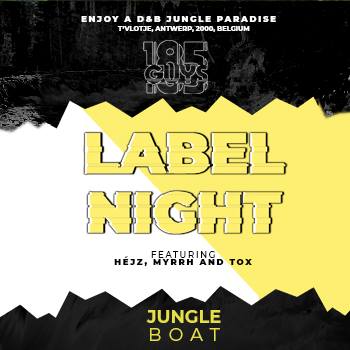 ENJOY A D&B JUNGLE PARADISE
T'VLOTJE, ANTWERP, 2000, BELGIUM
185
GUYS
LABEL
NIGHT
FEATURING
HÉJZ, MYRRH AND TOX
JUNGLE
BOAT